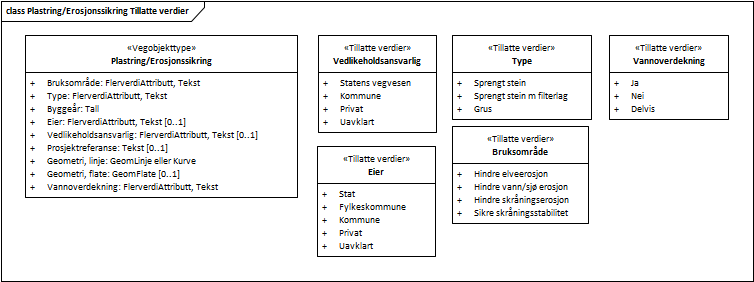 class Plastring/Erosjonssikring Tillatte verdier
«Vegobjekttype»
Plastring/Erosjonssikring
+ Bruksområde: FlerverdiAttributt, Tekst
+ Type: FlerverdiAttributt, Tekst
+ Byggeår: Tall
+ Eier: FlerverdiAttributt, Tekst [0..1]
+ Vedlikeholdsansvarlig: FlerverdiAttributt, Tekst [0..1]
+ Prosjektreferanse: Tekst [0..1]
+ Geometri, linje: GeomLinje eller Kurve
+ Geometri, flate: GeomFlate [0..1]
+ Vannoverdekning: FlerverdiAttributt, Tekst
«Tillatte verdier»
Vedlikeholdsansvarlig
+ Statens vegvesen
+ Kommune
+ Privat
+ Uavklart
«Tillatte verdier»
Eier
+ Stat
+ Fylkeskommune
+ Kommune
+ Privat
+ Uavklart
«Tillatte verdier»
Type
+ Sprengt stein
+ Sprengt stein m filterlag
+ Grus
«Tillatte verdier»
Bruksområde
+ Hindre elveerosjon
+ Hindre vann/sjø erosjon
+ Hindre skråningserosjon
+ Sikre skråningsstabilitet
«Tillatte verdier»
Vannoverdekning
+ Ja
+ Nei
+ Delvis